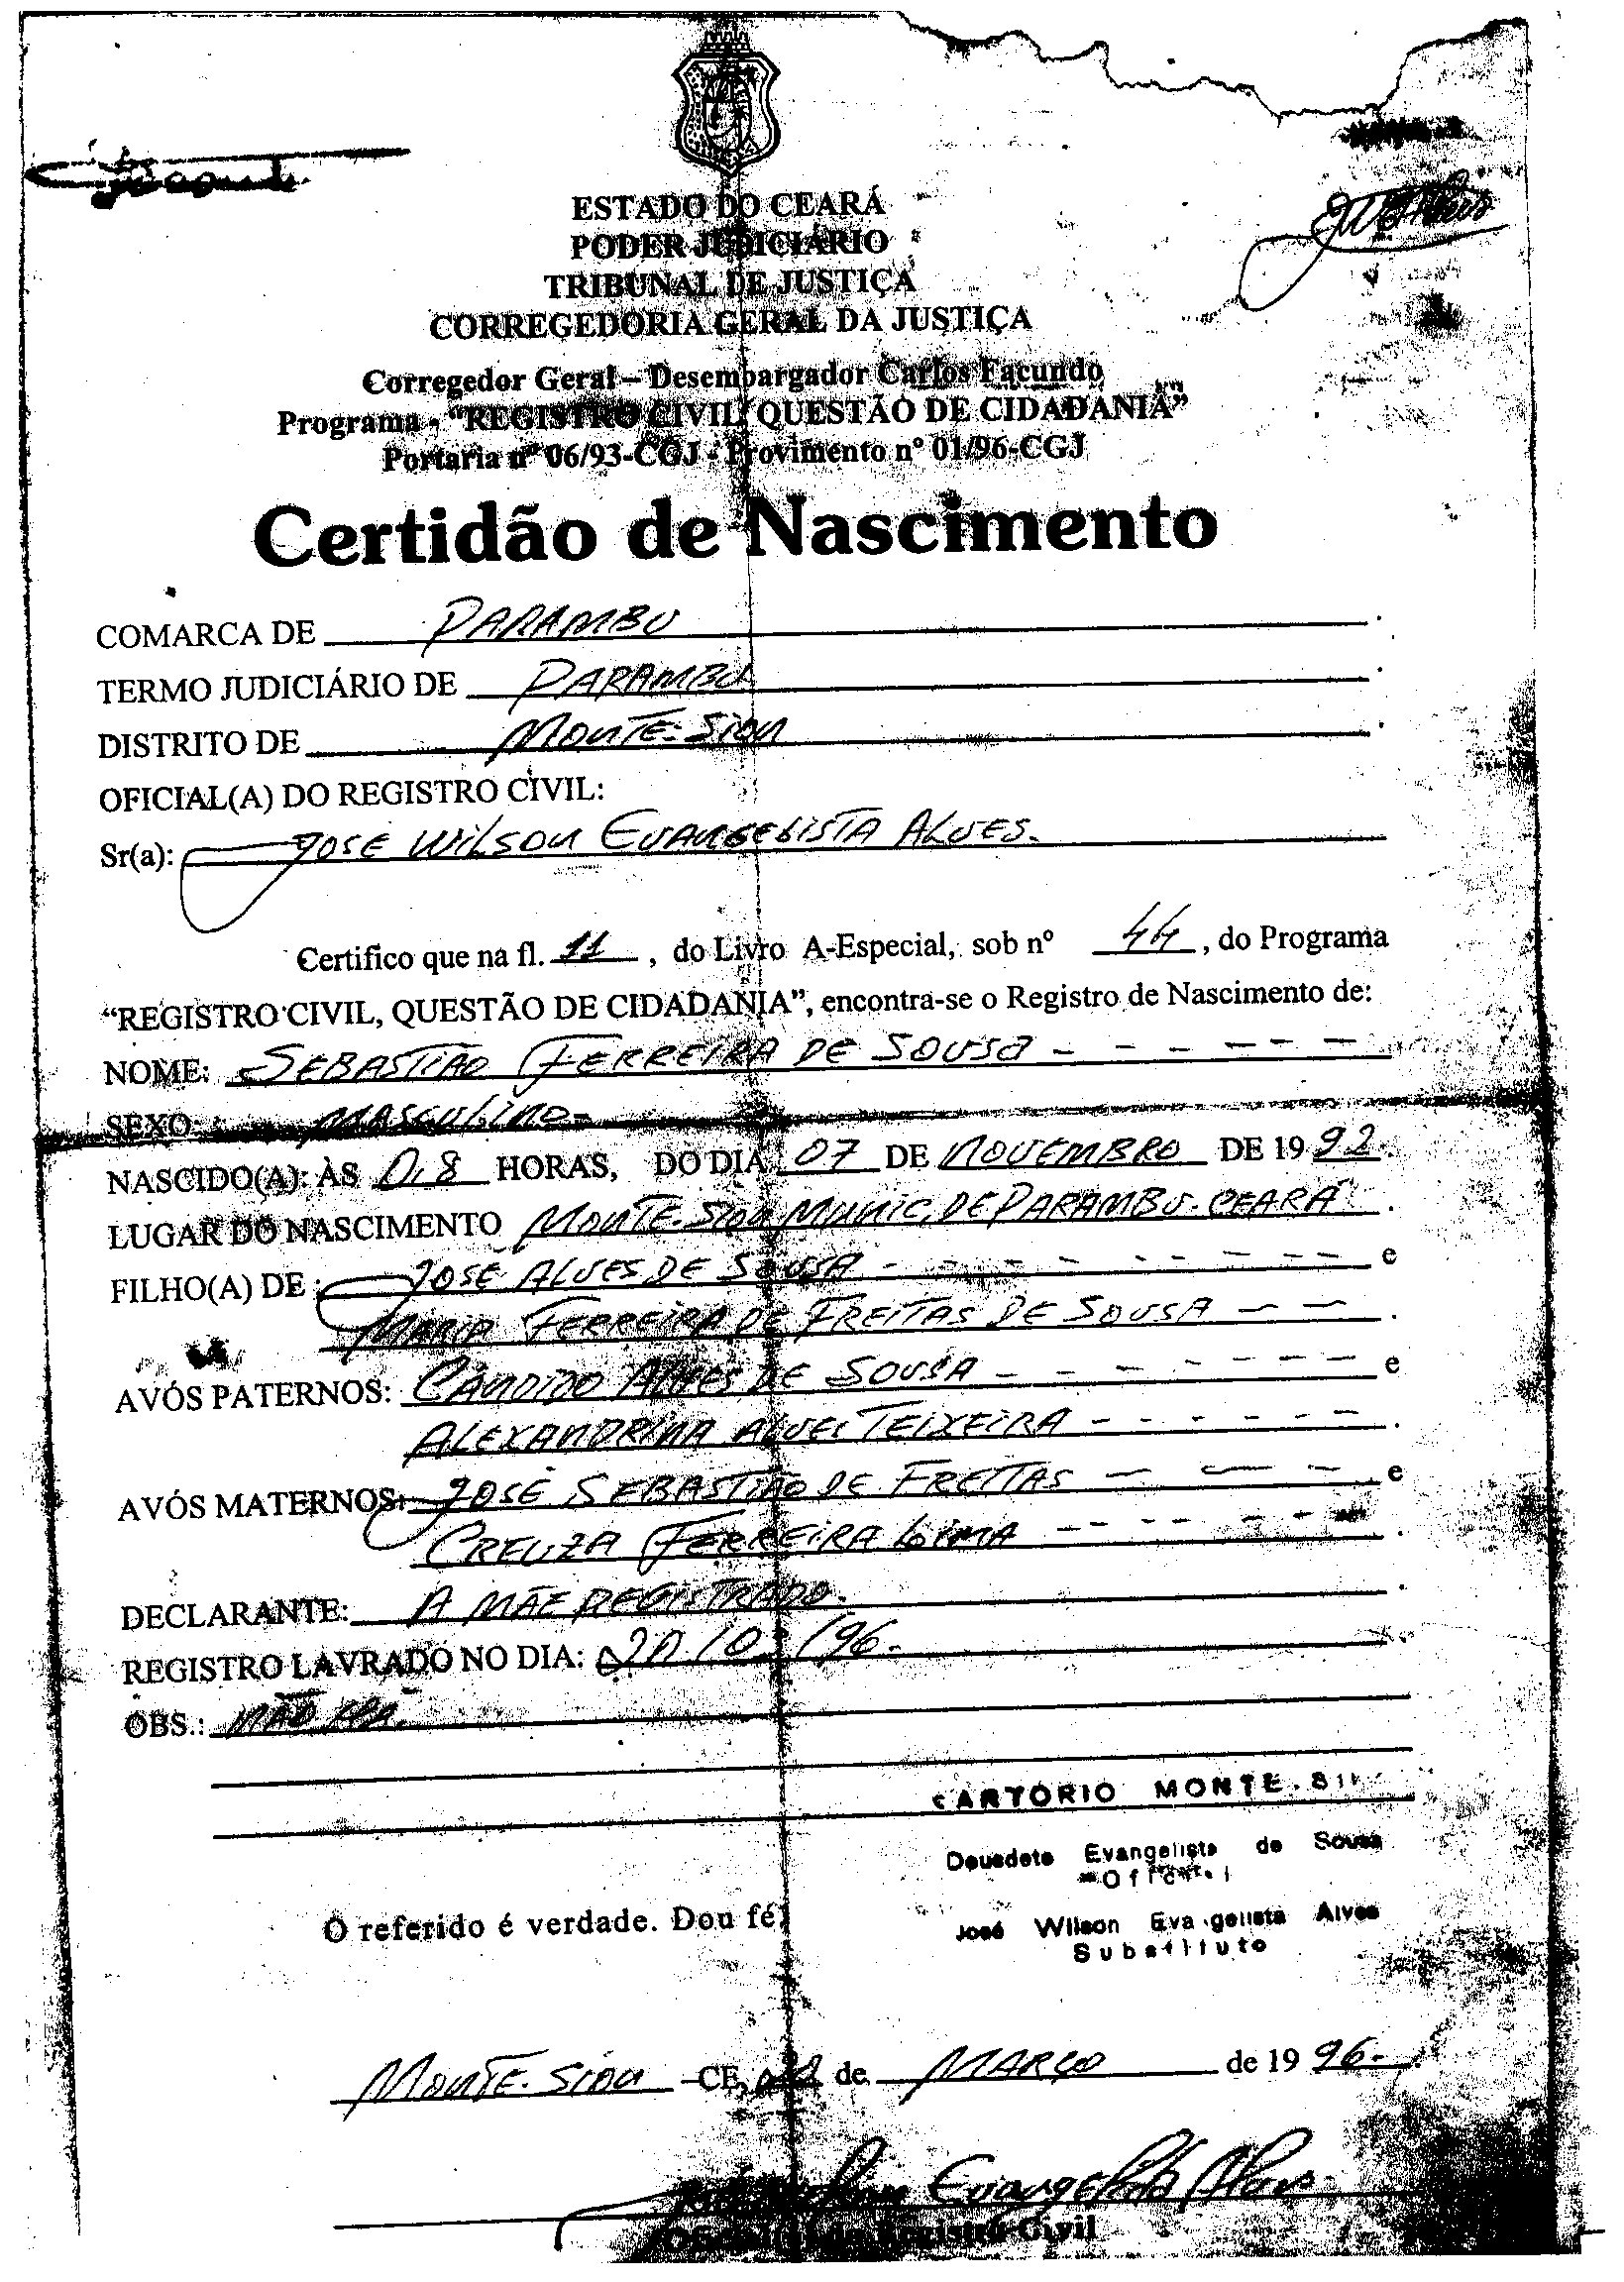 ESTADO DO CEARÁ
PODER JUDICIÁRIO
TRIBUNAL DE JUSTIÇA
CORREGEDORIA GERAL DA JUSTIÇA
Corregedor Geral – Desembargador Carlos Facundo
Programa - "REGISTRO CIVIL, QUESTÃO DE CIDADANIA"
Portaria nº 06/93-CGJ - Provimento nº 01/96-CGJ
Certidão de Nascimento
COMARCA DE PARAMBU.
TERMO JUDICIÁRIO DE PARAMBU.
DISTRITO DE MONTE-SION.
OFICIAL(A) DO REGISTRO CIVIL:
Sr(a): JOSE WILSON EVANGELISTA ALVES.
Certifico que na fl. 11, do Livro A-Especial, sob nº 44, do Programa
"REGISTRO CIVIL, QUESTÃO DE CIDADANIA", encontra-se o Registro de Nascimento de:
NOME: SEBASTIÃO FERREIRA DE SOUSA - - - - - -
SEXO: MASCULINO-
NASCIDO(A): ÀS 08 HORAS, DO DIA 07 DE NOVEMBRO DE 1992.
LUGAR DO NASCIMENTO MONTE-SION MUNIC. DE PARAMBU-CEARÁ.
FILHO(A) DE: JOSE ALVES DE SOUSA - - - - - - - - e
MARIA FERREIRA DE FREITAS DE SOUSA - - .
AVÓS PATERNOS: CÂNDIDO ALVES DE SOUSA - - - - - - - e
ALEXANDRINA ALVES TEIXEIRA - - - - - - .
AVÓS MATERNOS: JOSÉ SEBASTIÃO DE FREITAS - - - - e
CREUZA FERREIRA LIMA - - - - - - .
DECLARANTE: A MÃE REGISTRADO. .
REGISTRO LAVRADO NO DIA: /96-
OBS.: NÃO
CARTÓRIO MONTE.
Deusdete Evangelista de Sousa
Oficial
O referido é verdade. Dou fé.
José Wilson Evangelista Alves
Substituto
MONTE-SION -CE, de MARÇO de 1996-
Evangelista Alves
Registro Civil